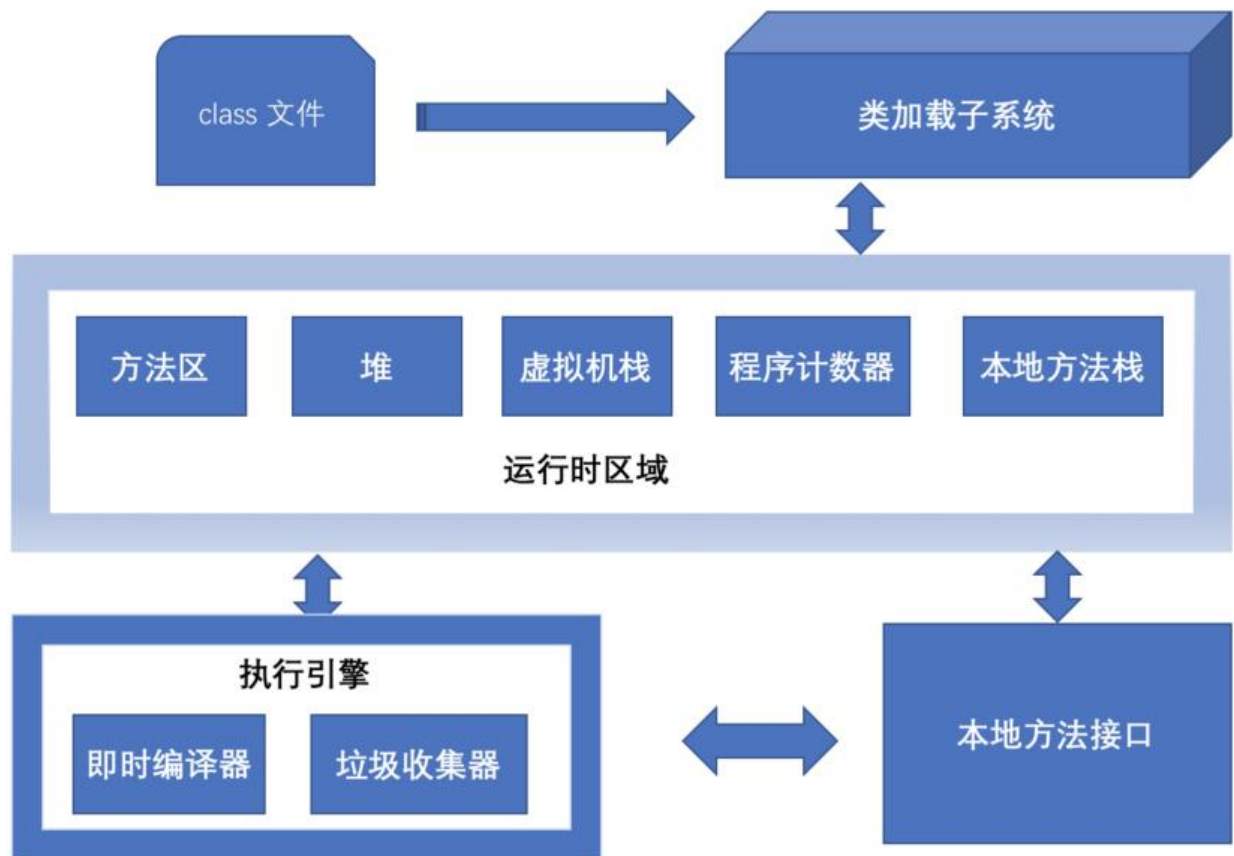 class 文件
类加载子系统
方法区
堆
虚拟机栈
程序计数器
本地方法栈
运行时区域
执行引擎
即时编译器
垃圾收集器
本地方法接口